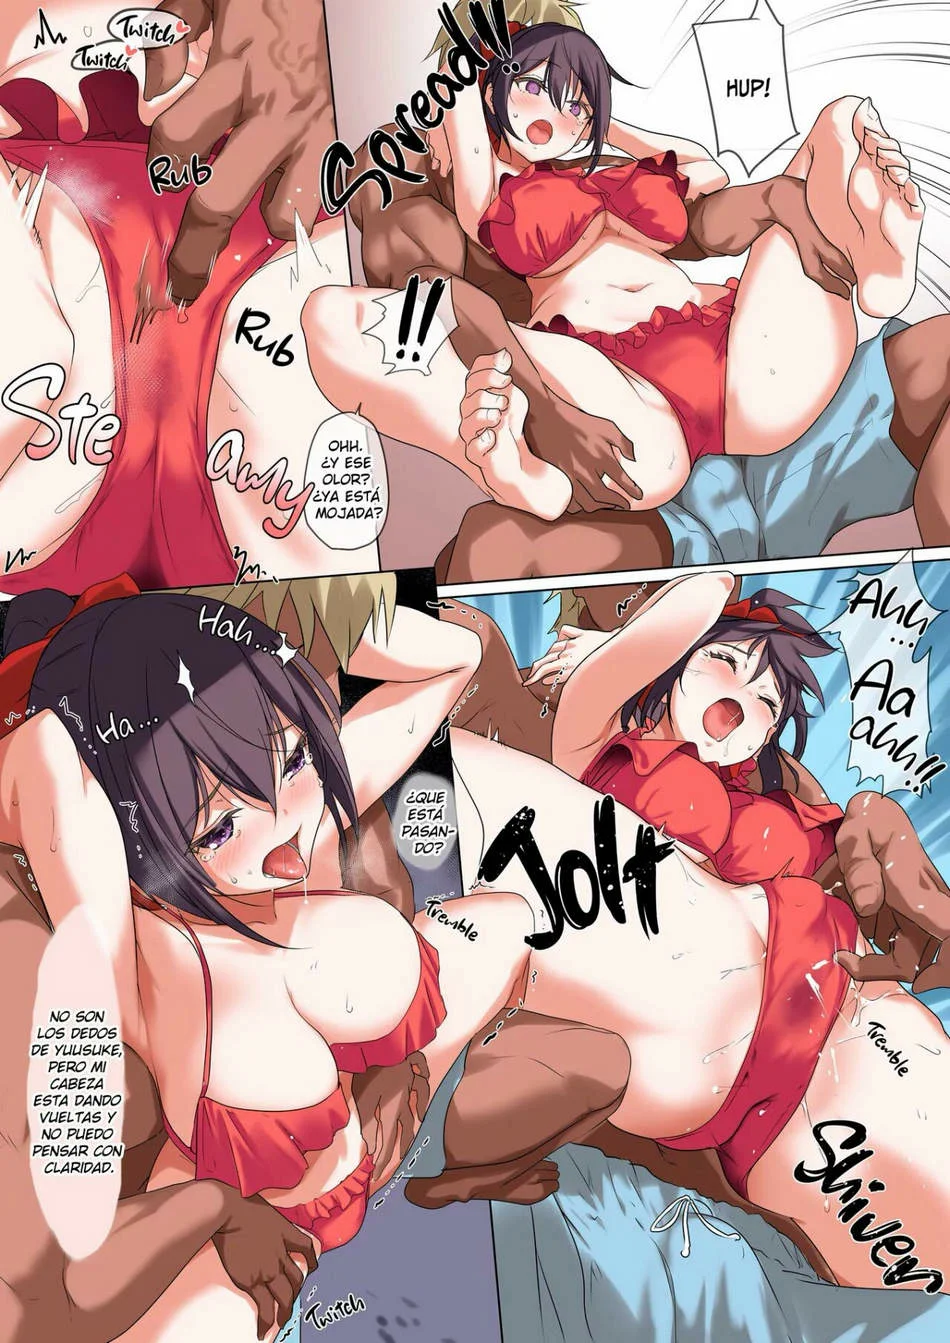 Twitch
Twitch
Rub
Rub
Ste
amy
Spread!!
HUP!
!!
OHH.
¿Y ESE
OLOR?
¿YA ESTÁ
MOJADA?
Hah...
Ha...
¿QUE
ESTÁ
PASAN-
DO?
Tremble
NO SON
LOS DEDOS
DE YUUSUKE,
PERO MI
CABEZA
ESTA DANDO
VUELTAS Y
NO PUEDO
PENSAR CON
CLARIDAD.
Twitch
Ahh
...
Aa
ahh!!
Jolt
Tremble
Shiver